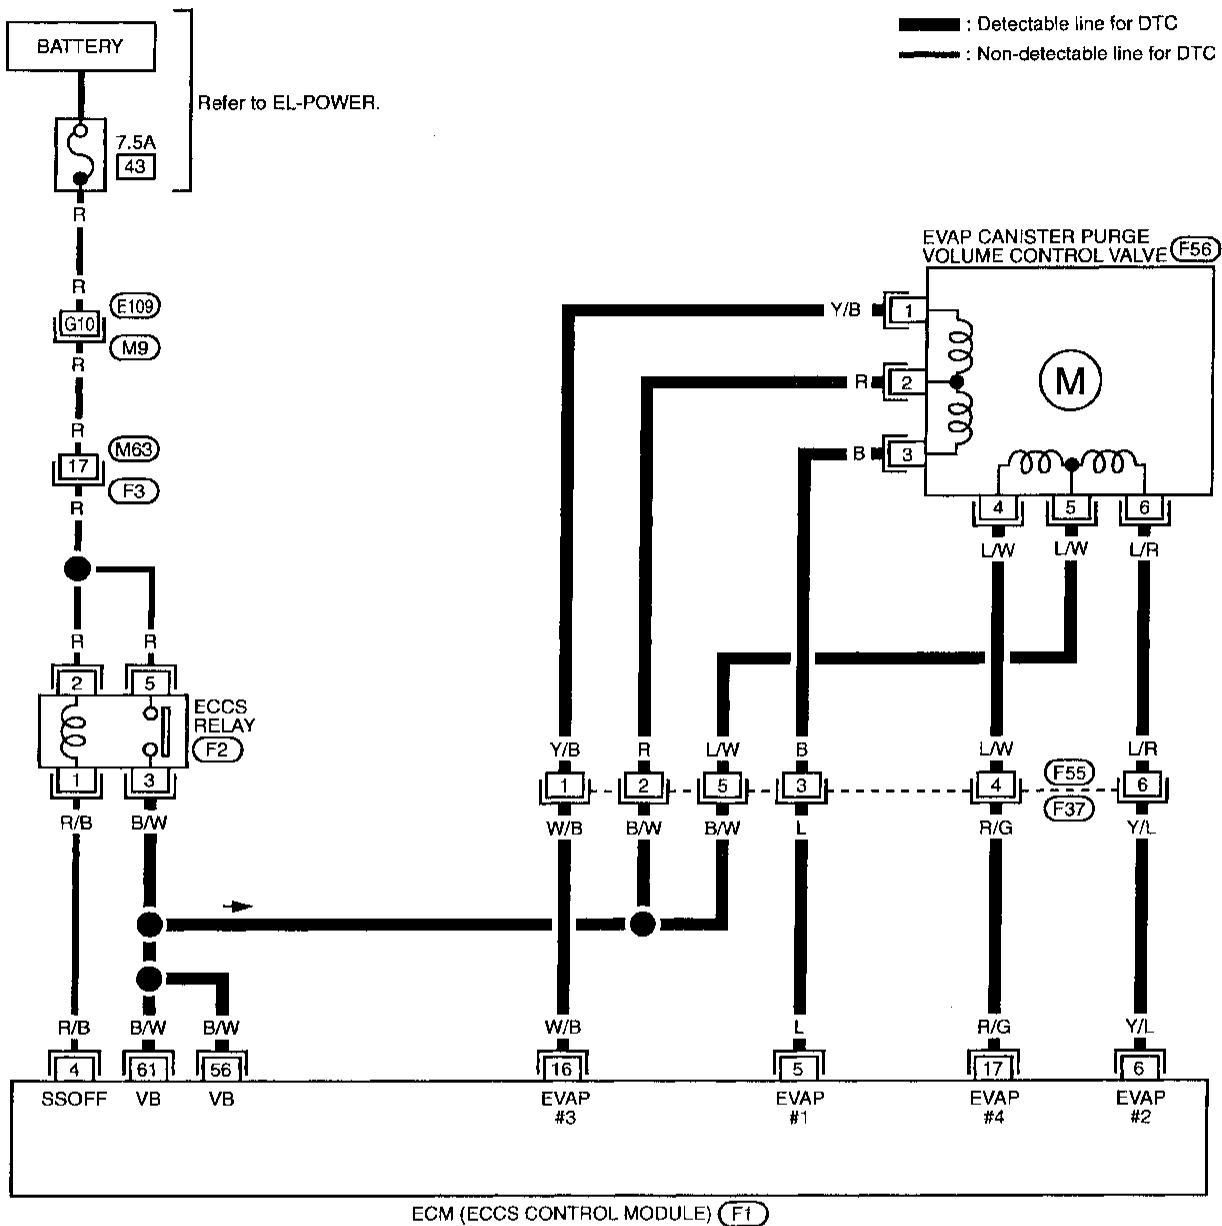 : Detectable line for DTC
: Non-detectable line for DTC
BATTERY
Refer to EL-POWER.
7.5A
43
R
R
G10
E109
M9
R
R
17
M63
F3
R
R R
2 5
ECCS
RELAY
F2
1 3
R/B B/W
EVAP CANISTER PURGE
VOLUME CONTROL VALVE F56
Y/B 1
R 2
B 3
M
4 5 6
L/W L/W L/R
Y/B R L/W B L/W L/R
1 2 5 3 4 6
F55
F37
W/B B/W B/W L R/G Y/L
R/B B/W B/W W/B L R/G Y/L
4 61 56 16 5 17 6
SSOFF VB VB EVAP EVAP EVAP EVAP
#3 #1 #4 #2
ECM (ECCS CONTROL MODULE) F1